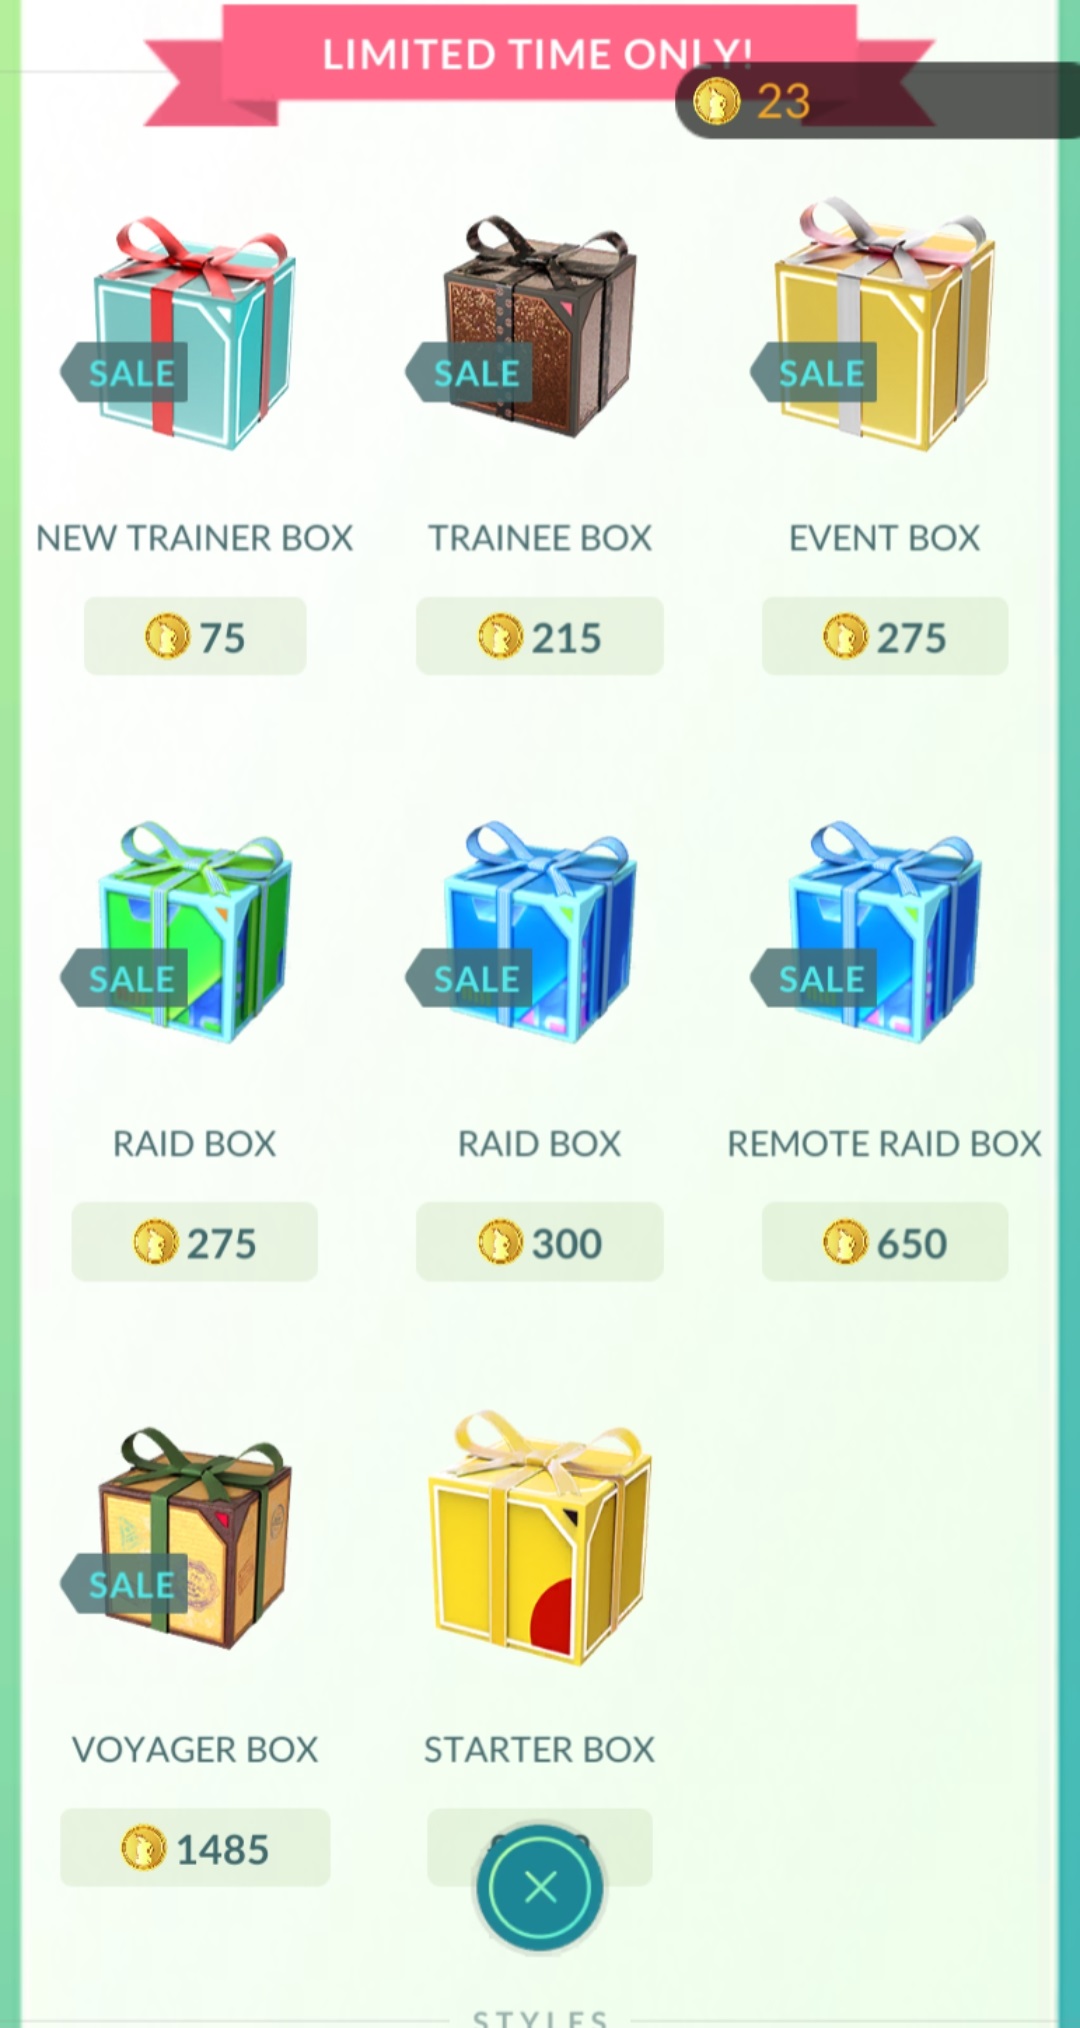 LIMITED TIME ONLY!
23
SALE SALE SALE
NEW TRAINER BOX TRAINEE BOX EVENT BOX
75 215 275
SALE SALE SALE
RAID BOX RAID BOX REMOTE RAID BOX
275 300 650
SALE
VOYAGER BOX STARTER BOX
1485
STYLES